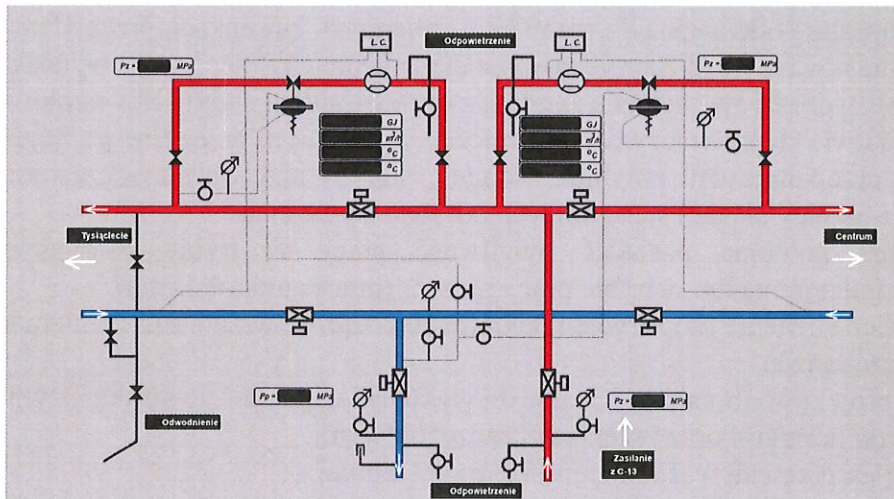 L. C.
Odpowietrzenie
L. C.
Pz = MPa
Pz = MPa
GJ
m³/h
°C
°C
GJ
m³/h
°C
°C
Tysiąclecie
Centrum
Pp = MPa
Pz = MPa
Odwodnienie
Zasilanie
z C-13
Odpowietrzenie